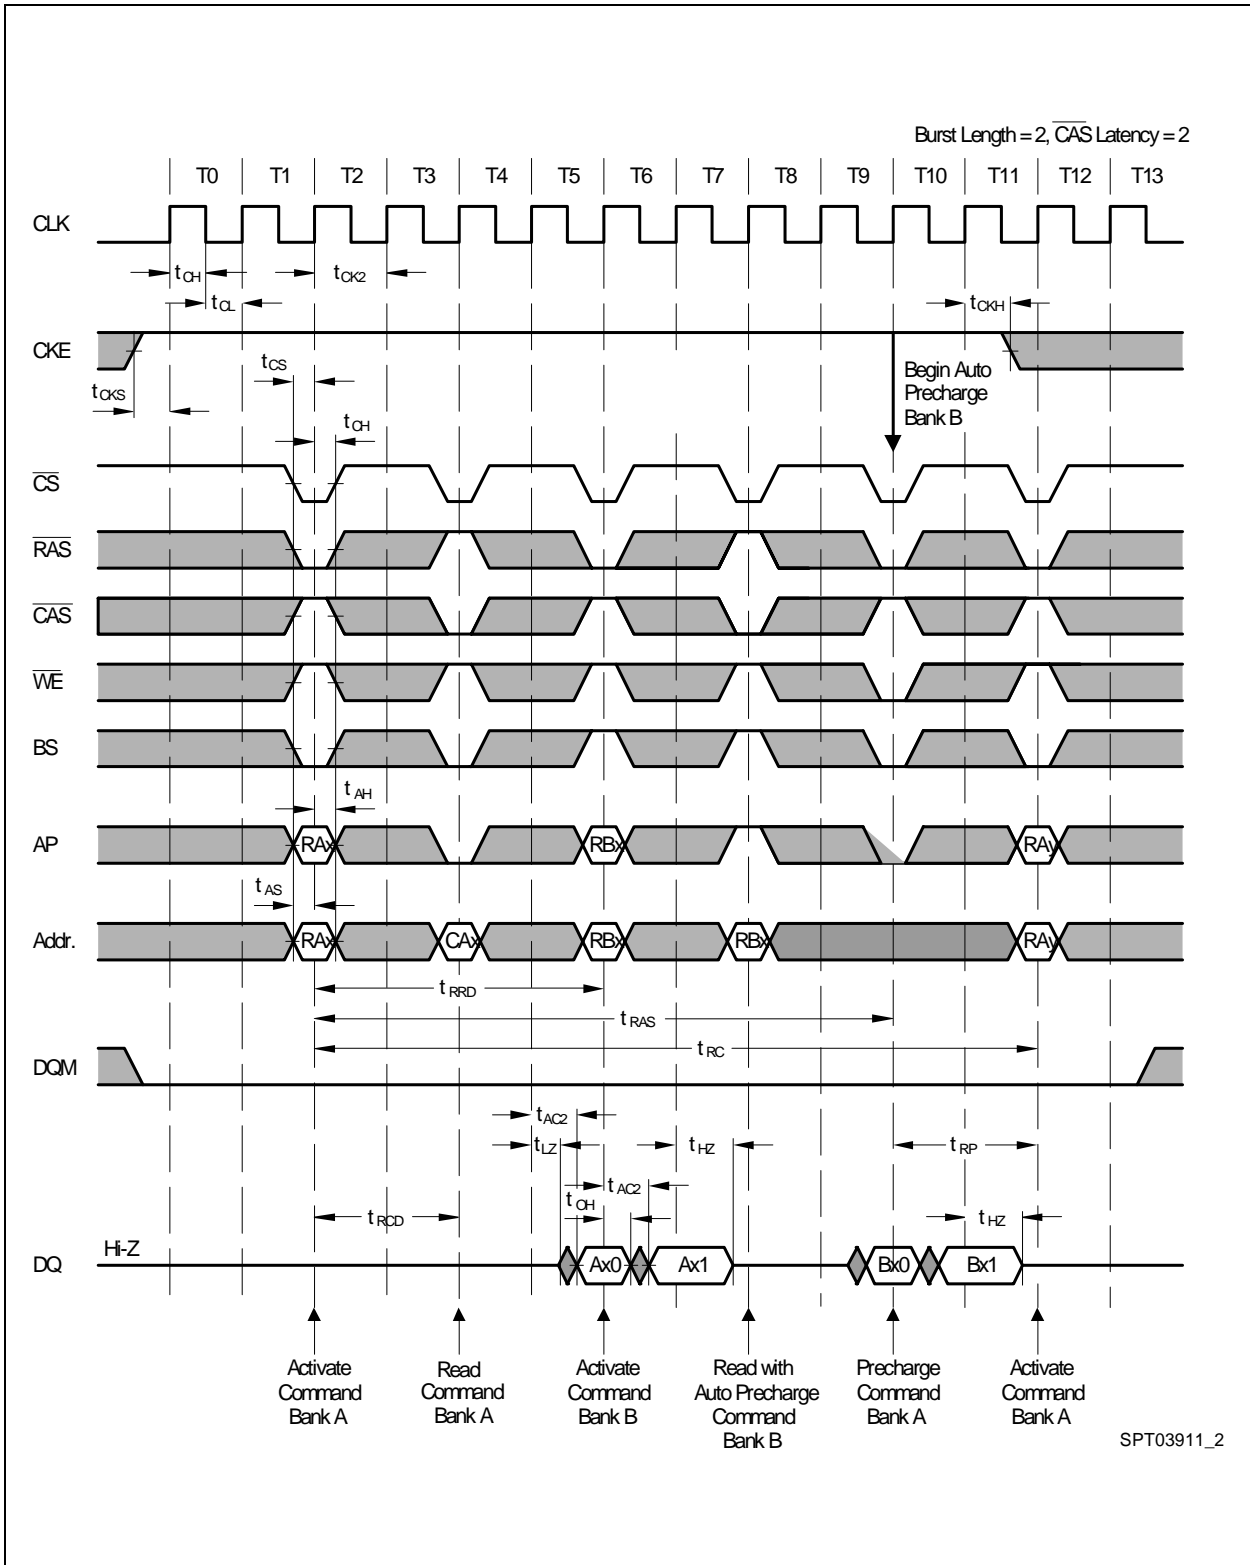 Burst Length = 2, CAS Latency = 2
T0 T1 T2 T3 T4 T5 T6 T7 T8 T9 T10 T11 T12 T13
CLK
tCH
tCK2
tCL
tCKH
CKE
tCS
Begin Auto
Precharge
Bank B
tCKS
tCH
CS
RAS
CAS
WE
BS
tAH
AP
RAx RBx RAy
tAS
Addr.
RAx CAx RBx RBx RAy
tRRD
tRAS
tRC
DQM
tAC2
tLZ
tHZ
tRP
tAC2
tOH
tRCD
tHZ
Hi-Z
DQ
Ax0 Ax1 Bx0 Bx1
Activate
Command
Bank A
Read
Command
Bank A
Activate
Command
Bank B
Read with
Auto Precharge
Command
Bank B
Precharge
Command
Bank A
Activate
Command
Bank A
SPT03911_2